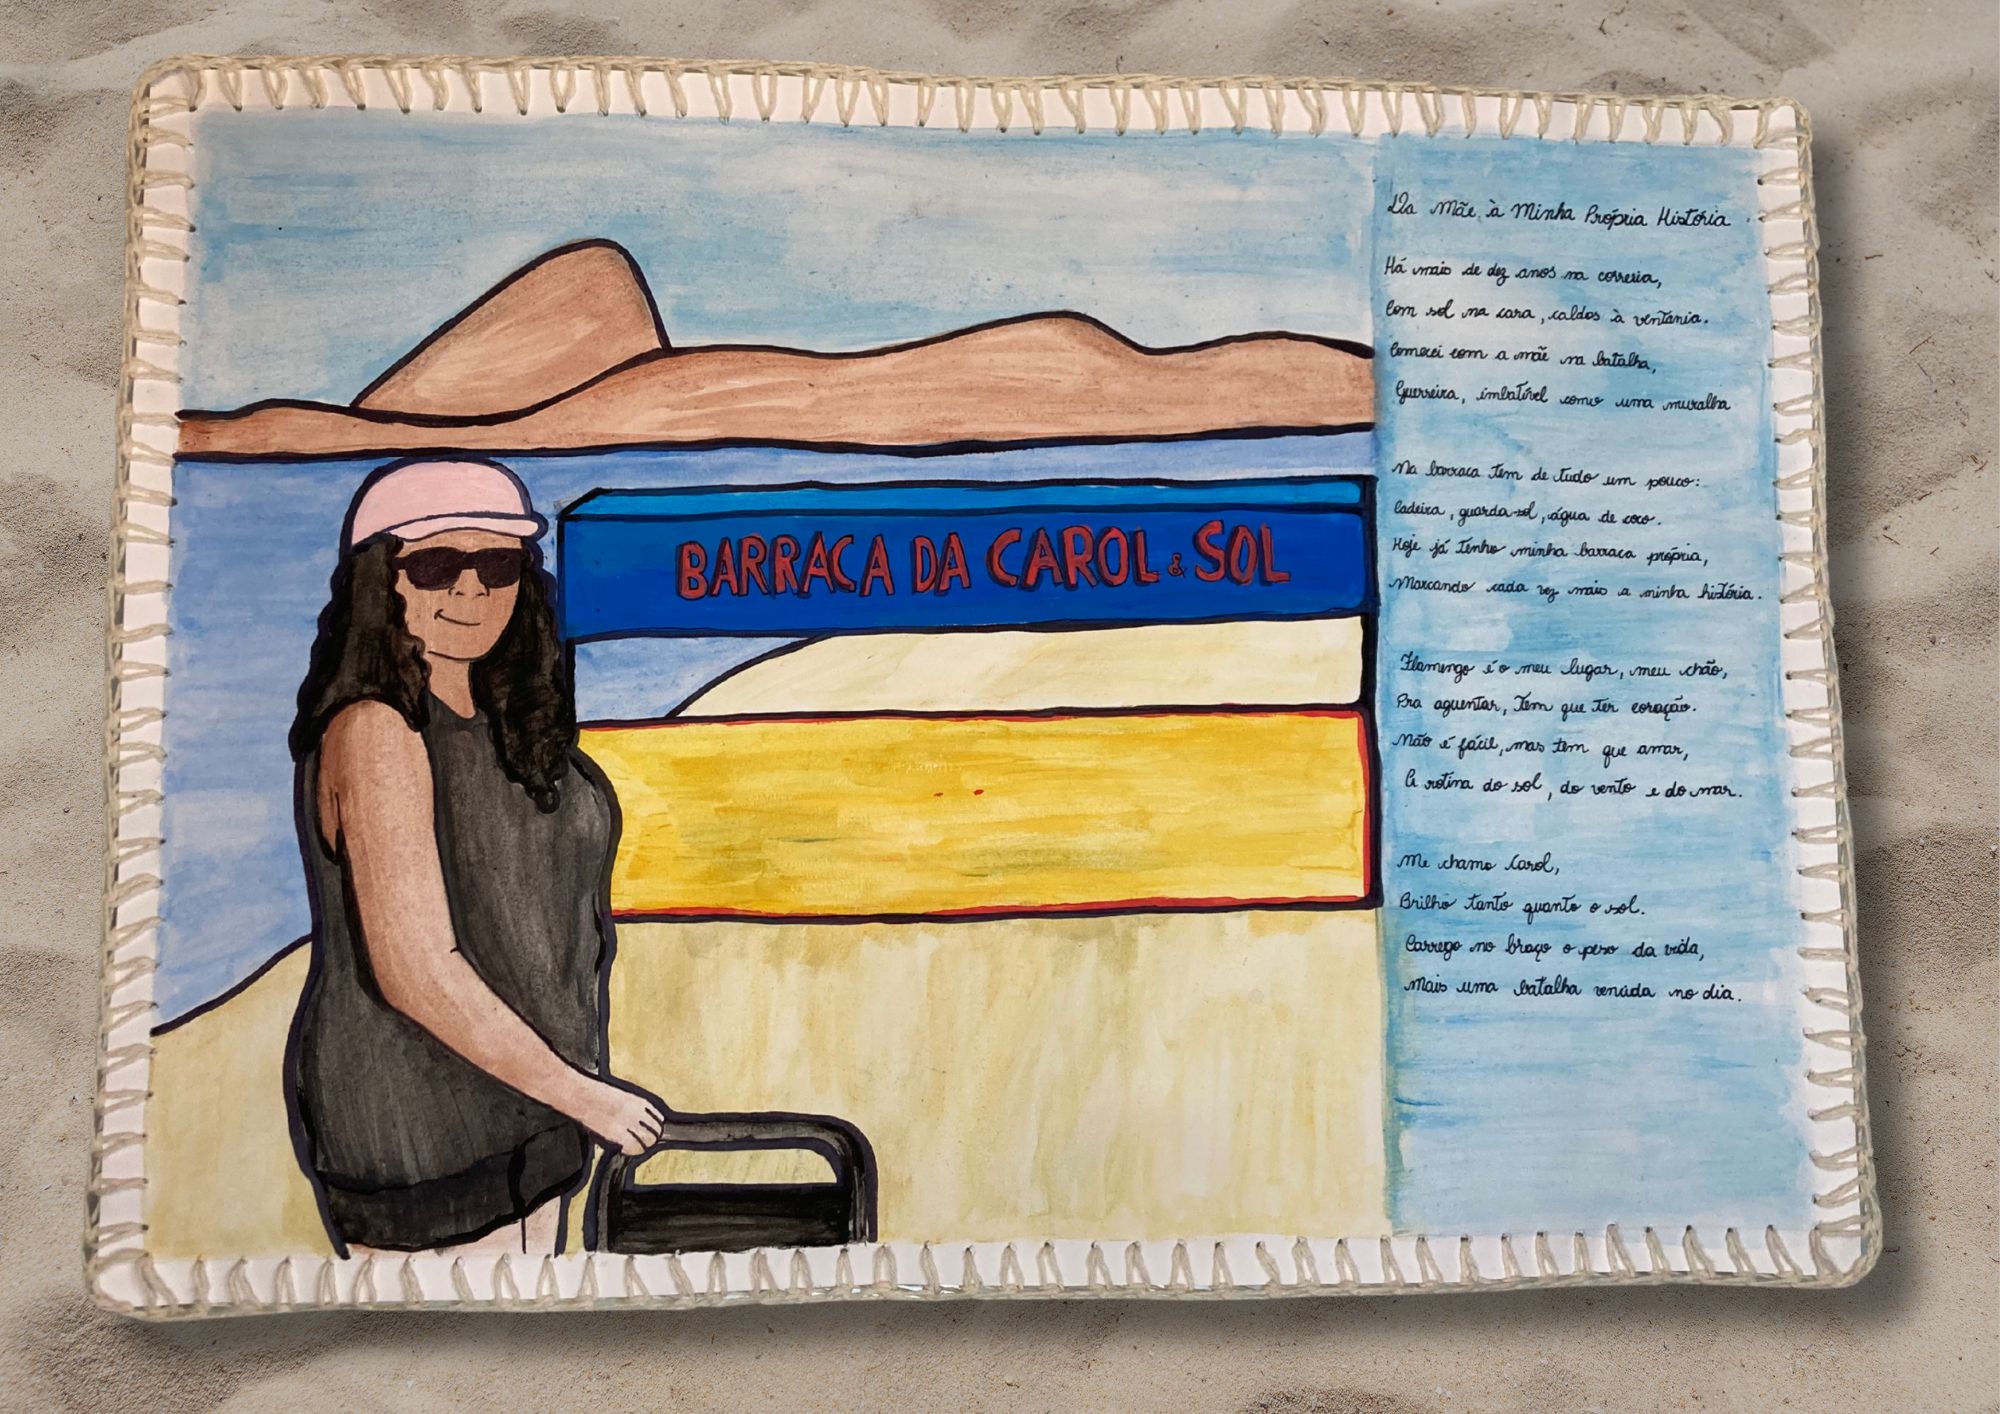 BARRACA DA CAROL & SOL
Da Mãe à Minha Própria História
Há mais de dez anos na correria,
Com sol na cara, caldos à ventania.
Comecei com a mãe na batalha,
Guerreira, imbatível como uma muralha
Na barraca tem de tudo um pouco:
Cadeira, guarda-sol, água de coco.
Hoje já tenho minha barraca própria,
Marcando cada vez mais a minha história.
Flamengo é o meu lugar, meu chão,
Pra aguentar, tem que ter coração.
Não é fácil, mas tem que amar,
A rotina do sol, do vento e do mar.
Me chamo Carol,
Brilho tanto quanto o sol.
Carrego no braço o peso da vida,
Mais uma batalha vencida no dia.